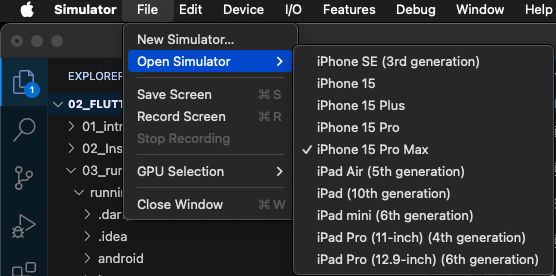 Simulator File Edit Device I/O Features Debug Window Help
New Simulator...
Open Simulator
Save Screen ⌘ S
Record Screen ⌘ R
Stop Recording
GPU Selection
Close Window ⌘ W
iPhone SE (3rd generation)
iPhone 15
iPhone 15 Plus
iPhone 15 Pro
✓ iPhone 15 Pro Max
iPad Air (5th generation)
iPad (10th generation)
iPad mini (6th generation)
iPad Pro (11-inch) (4th generation)
iPad Pro (12.9-inch) (6th generation)
1
EXPLORER
02_FLUTT
01_intr
02_Ins
03_run
runnin
.dar
.idea
android